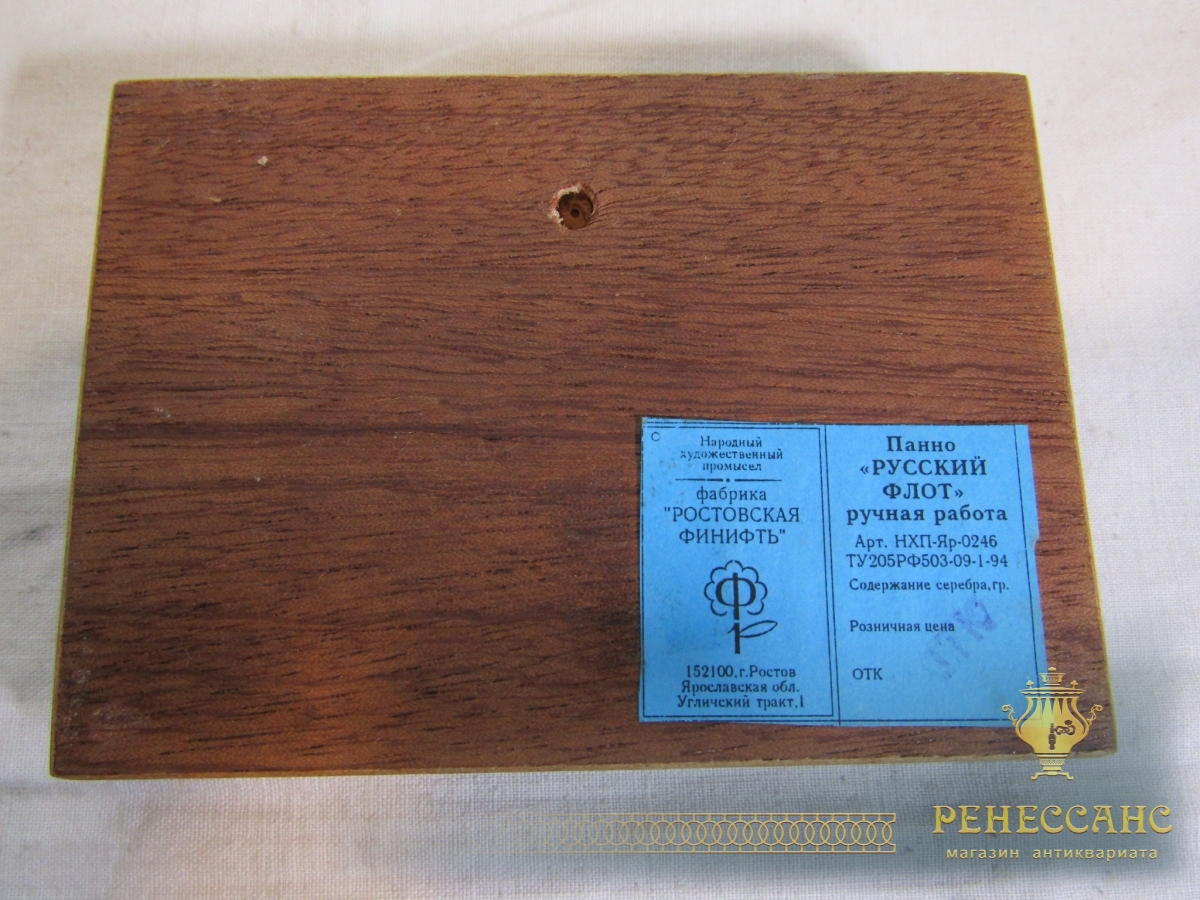 Народный
художественный
промысел
фабрика
"РОСТОВСКАЯ
ФИНИФТЬ"
Ф
Р
152100,г.Ростов
Ярославская обл.
Угличский тракт,1
Панно
«РУССКИЙ
ФЛОТ»
ручная работа
Арт. НХП-Яр-0246
ТУ205РФ503-09-1-94
Содержание серебра,гр.
Розничная цена
ОТК
РЕНЕССАНС
магазин антиквариата